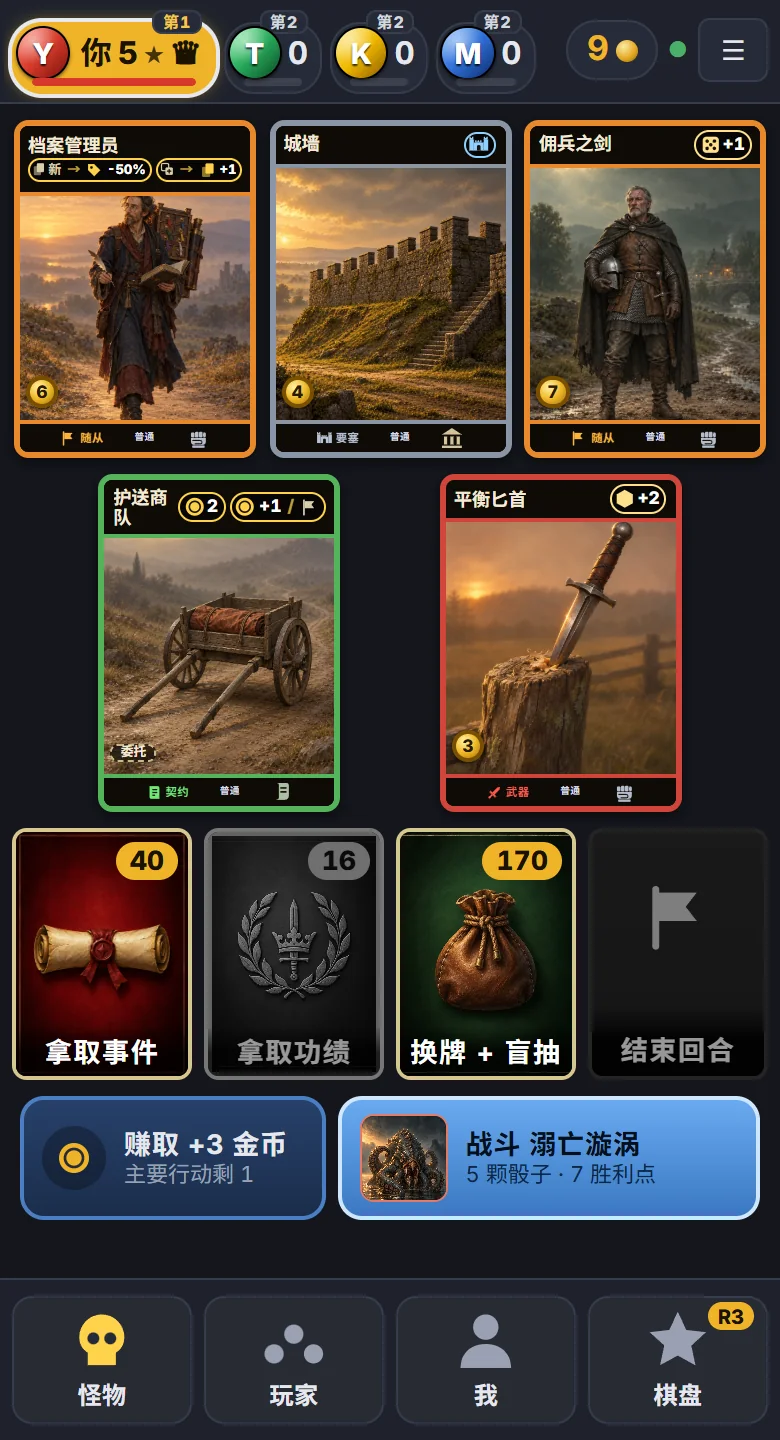 第1
Y 你 5 ★
第2
T 0
第2
K 0
第2
M 0
9
档案管理员
新 → -50%
→ +1
6
随从 普通
城墙
4
要塞 普通
佣兵之剑
+1
7
随从 普通
护送商队
2
+1 /
委托
契约 普通
平衡匕首
+2
3
武器 普通
40
拿取事件
16
拿取功绩
170
换牌 + 盲抽
结束回合
赚取 +3 金币
主要行动剩 1
战斗 溺亡漩涡
5 颗骰子 · 7 胜利点
怪物
玩家
我
R3
棋盘